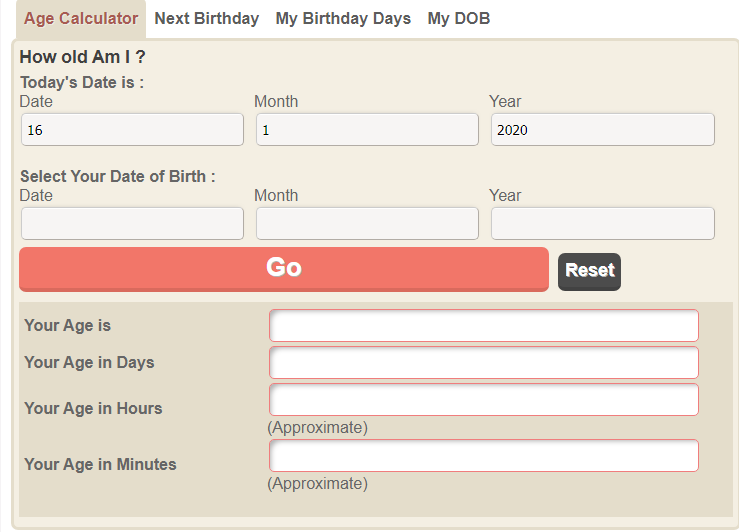 Age Calculator Next Birthday My Birthday Days My DOB
How old Am I ?
Today's Date is :
Date Month Year
16 1 2020
Select Your Date of Birth :
Date Month Year
Go Reset
Your Age is
Your Age in Days
Your Age in Hours
(Approximate)
Your Age in Minutes
(Approximate)